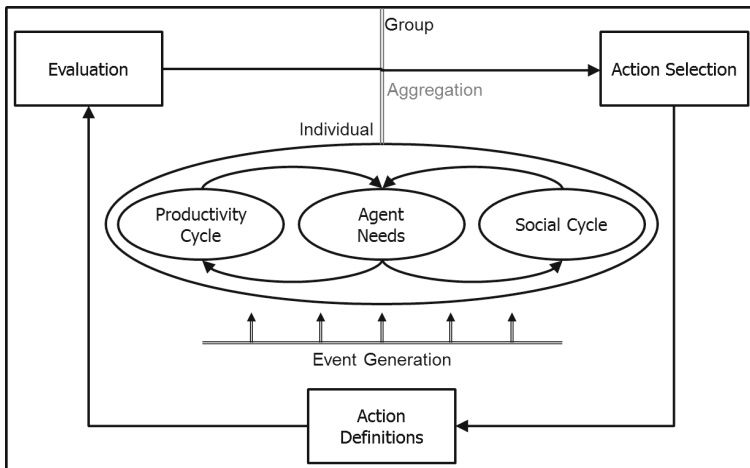 Group
Evaluation
Action Selection
Aggregation
Individual
Productivity
Cycle
Agent
Needs
Social Cycle
Event Generation
Action
Definitions